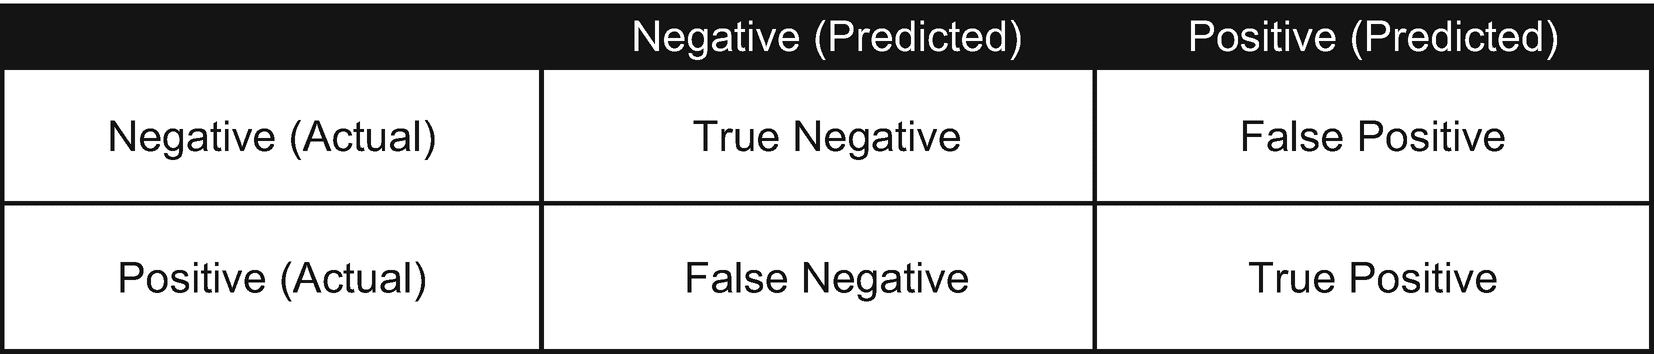 Negative (Predicted) Positive (Predicted)
Negative (Actual) True Negative False Positive
Positive (Actual) False Negative True Positive